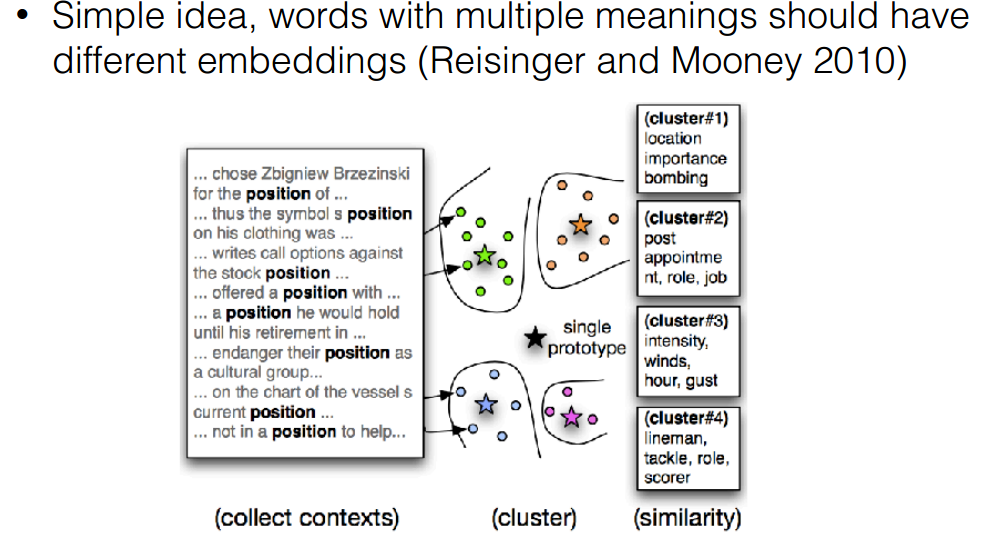 • Simple idea, words with multiple meanings should have
different embeddings (Reisinger and Mooney 2010)
... chose Zbigniew Brzezinski
for the position of ...
... thus the symbol s position
on his clothing was ...
... writes call options against
the stock position ...
... offered a position with ...
... a position he would hold
until his retirement in ...
... endanger their position as
a cultural group...
... on the chart of the vessel s
current position ...
... not in a position to help...
(collect contexts)
single
prototype
(cluster)
(cluster#1)
location
importance
bombing
(cluster#2)
post
appointme
nt, role, job
(cluster#3)
intensity,
winds,
hour, gust
(cluster#4)
lineman,
tackle, role,
scorer
(similarity)